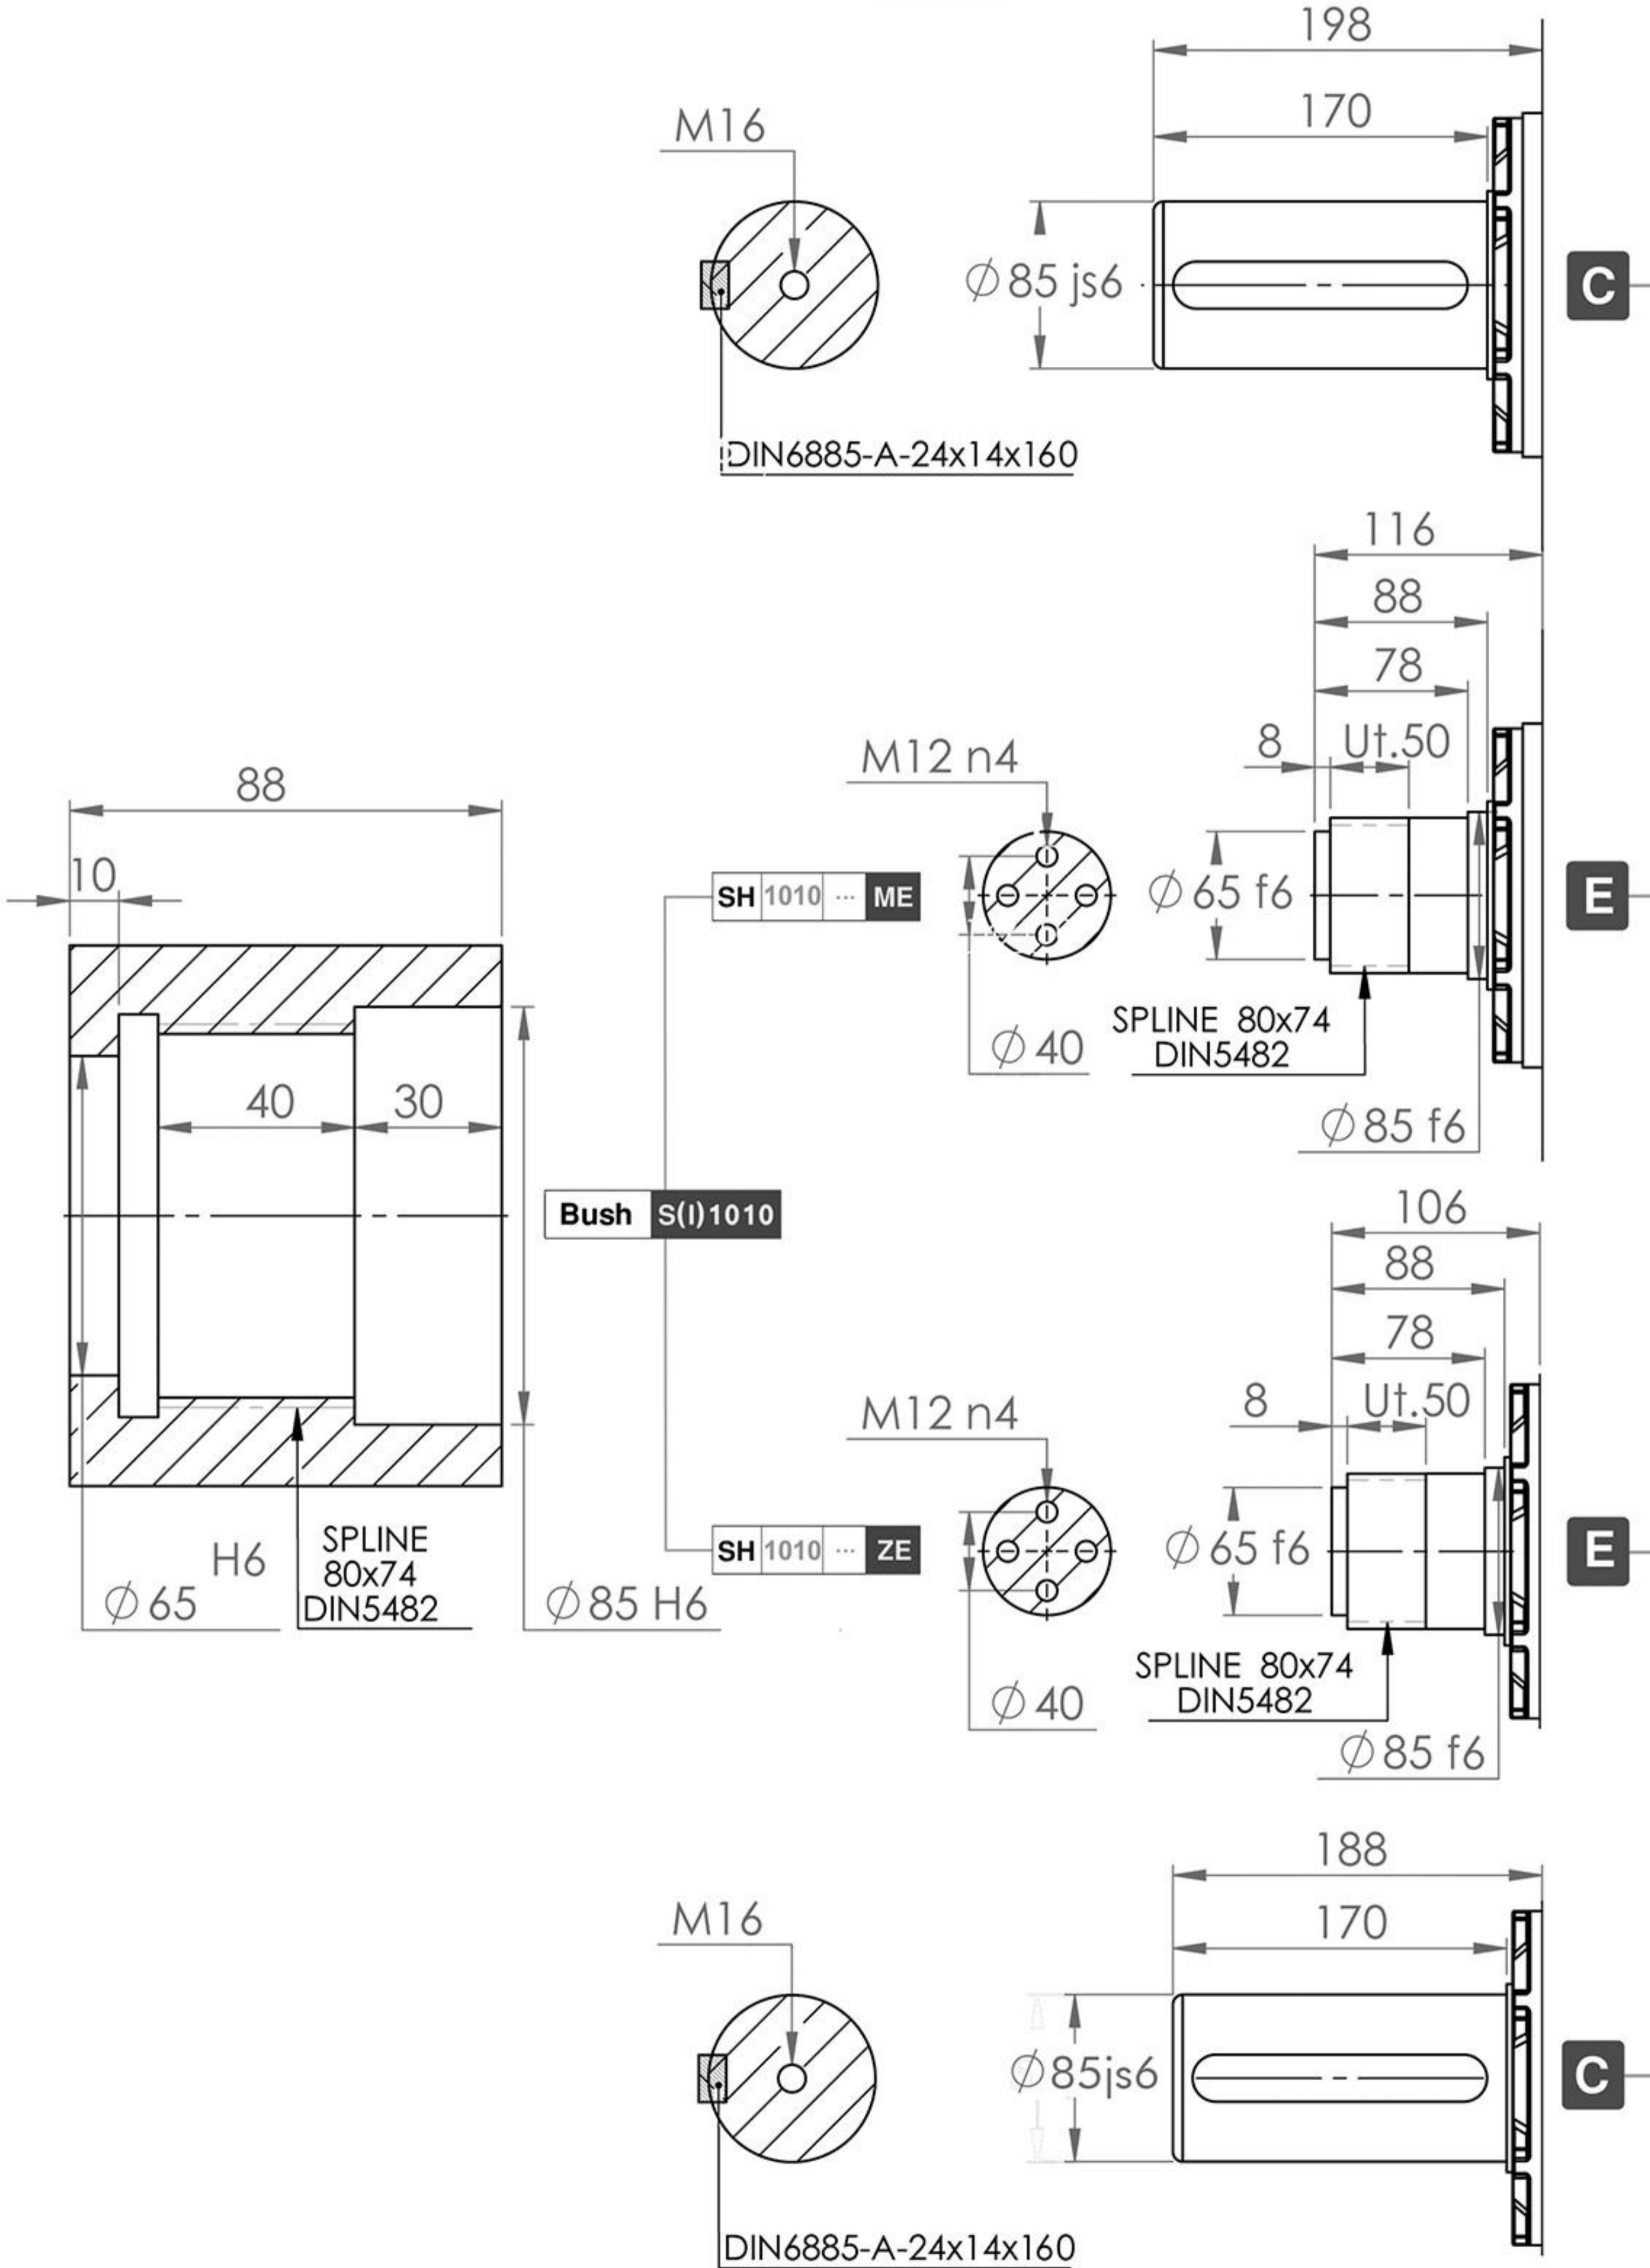 198
170
M16
Ø 85 js6
C
DIN6885-A-24x14x160
116
88
78
8 Ut.50
M12 n4
SH 1010 ... ME
Ø 65 f6
E
SPLINE 80x74
DIN5482
Ø 40
Ø 85 f6
88
10
40 30
Bush S(I)1010
H6
Ø 65
SPLINE
80x74
DIN5482
Ø 85 H6
106
88
78
8 Ut.50
M12 n4
SH 1010 ... ZE
Ø 65 f6
E
SPLINE 80x74
DIN5482
Ø 40
Ø 85 f6
188
170
M16
Ø 85js6
C
DIN6885-A-24x14x160